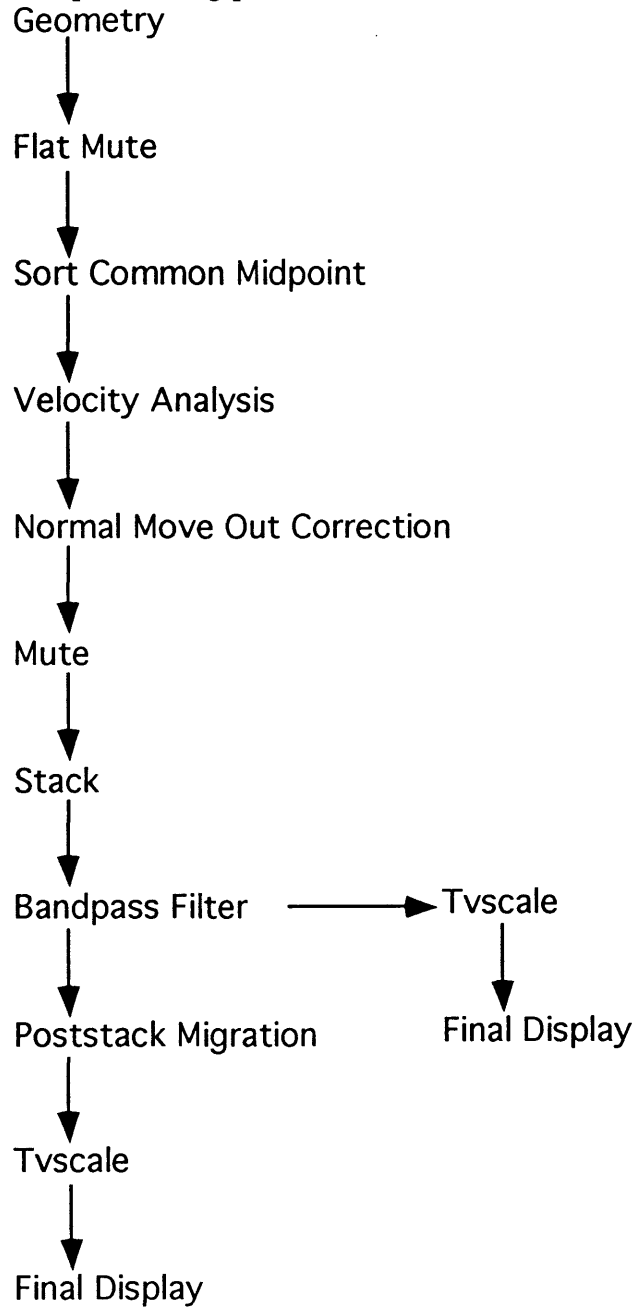 Geometry
Flat Mute
Sort Common Midpoint
Velocity Analysis
Normal Move Out Correction
Mute
Stack
Bandpass Filter
Tvscale
Poststack Migration
Final Display
Tvscale
Final Display